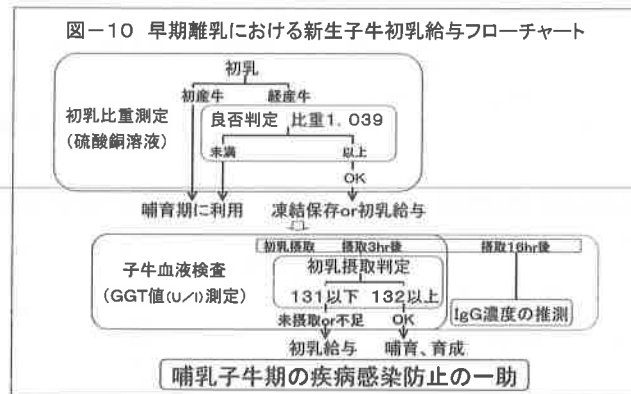 図－10 早期離乳における新生子牛初乳給与フローチャート
初乳
初産牛 経産牛
初乳比重測定
(硫酸銅溶液)
良否判定 比重1．039
未満 以上
OK
哺育期に利用 凍結保存or初乳給与
初乳摂取 摂取3hr後 摂取16hr後
子牛血液検査
(GGT値(U/l)測定)
初乳摂取判定
131以下 132以上
未摂取or不足 OK
IgG濃度の推測
初乳給与 哺育、育成
哺乳子牛期の疾病感染防止の一助